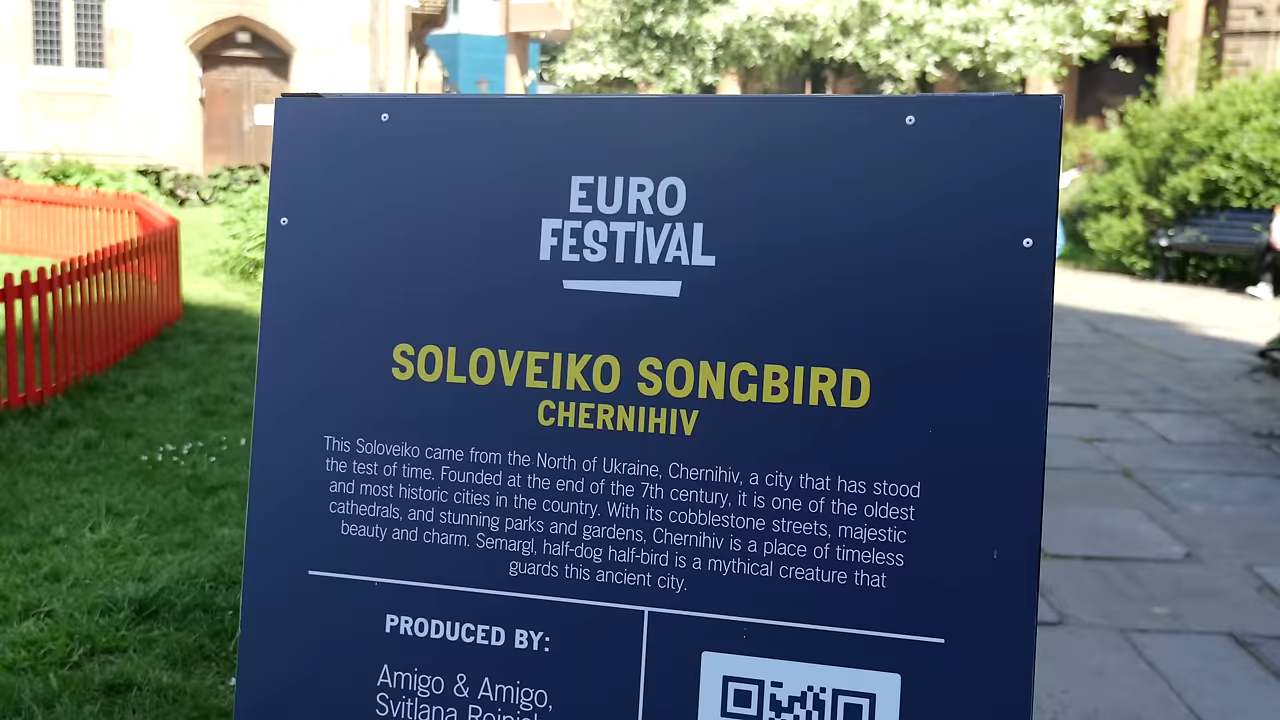 EURO
FESTIVAL
SOLOVEIKO SONGBIRD
CHERNIHIV
This Soloveiko came from the North of Ukraine, Chernihiv, a city that has stood
the test of time. Founded at the end of the 7th century, it is one of the oldest
and most historic cities in the country. With its cobblestone streets, majestic
cathedrals, and stunning parks and gardens, Chernihiv is a place of timeless
beauty and charm. Semargl, half-dog half-bird is a mythical creature that
guards this ancient city.
PRODUCED BY:
Amigo & Amigo,
Svitlana